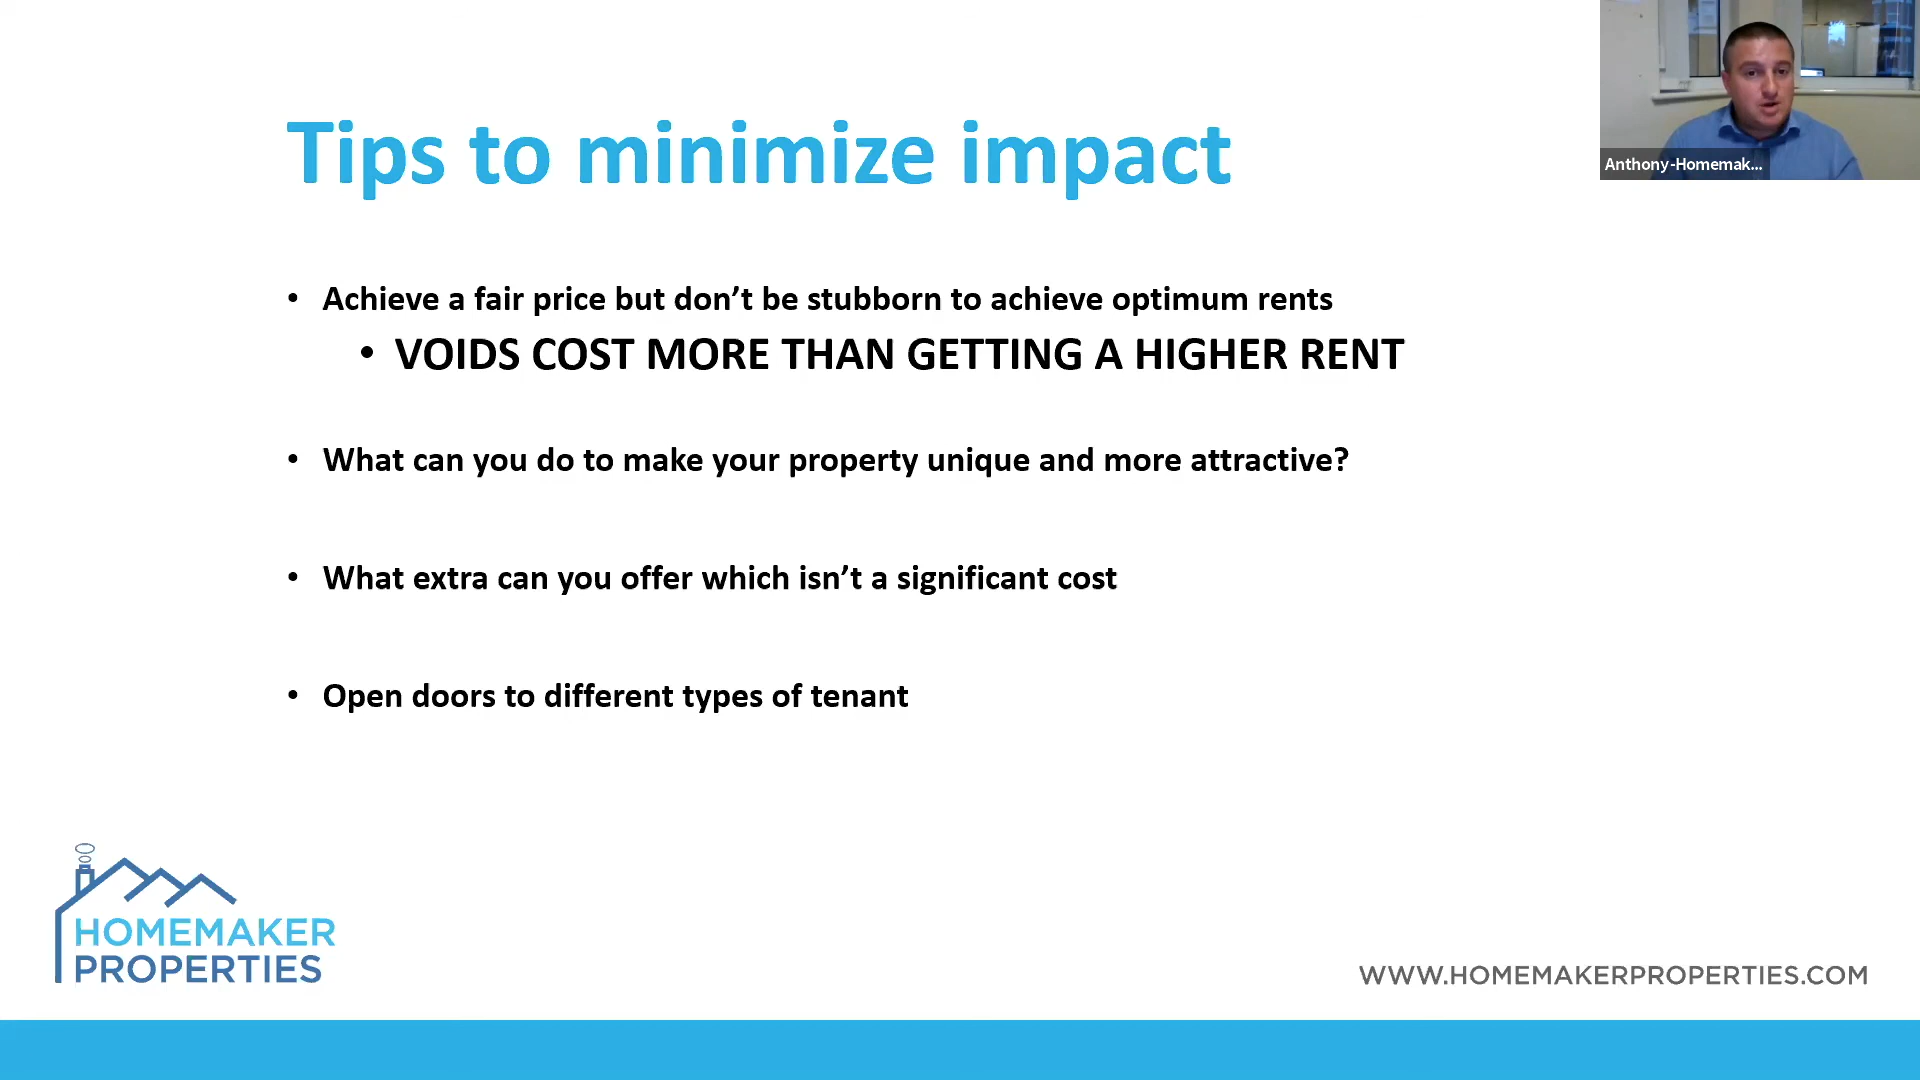 Tips to minimize impact
Anthony-Homemak...
• Achieve a fair price but don’t be stubborn to achieve optimum rents
• VOIDS COST MORE THAN GETTING A HIGHER RENT
• What can you do to make your property unique and more attractive?
• What extra can you offer which isn’t a significant cost
• Open doors to different types of tenant
HOMEMAKER
PROPERTIES
WWW.HOMEMAKERPROPERTIES.COM